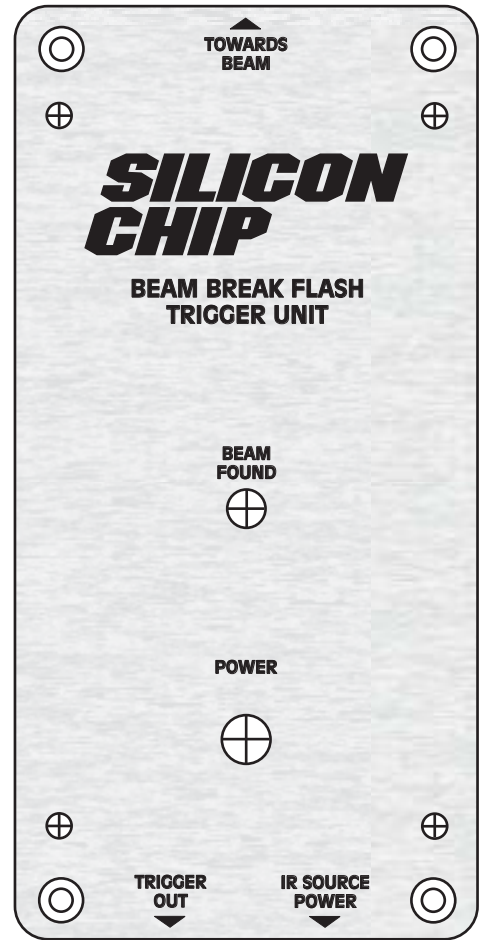 TOWARDS
BEAM
SILICON
CHIP
BEAM BREAK FLASH
TRIGGER UNIT
BEAM
FOUND
POWER
TRIGGER
OUT
IR SOURCE
POWER